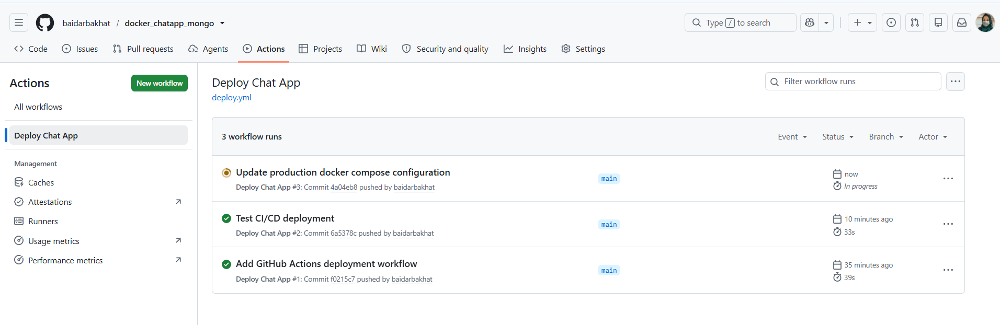 baidarbakhat / docker_chatapp_mongo
Type / to search
Code Issues Pull requests Agents Actions Projects Wiki Security and quality Insights Settings
Actions
New workflow
All workflows
Deploy Chat App
Management
Caches
Attestations
Runners
Usage metrics
Performance metrics
Deploy Chat App
deploy.yml
Filter workflow runs
3 workflow runs
Event Status Branch Actor
Update production docker compose configuration
Deploy Chat App #3: Commit 4a04eb8 pushed by baidarbakhat
main
now
In progress
Test CI/CD deployment
Deploy Chat App #2: Commit 6a5378c pushed by baidarbakhat
main
10 minutes ago
33s
Add GitHub Actions deployment workflow
Deploy Chat App #1: Commit f0215c7 pushed by baidarbakhat
main
35 minutes ago
39s